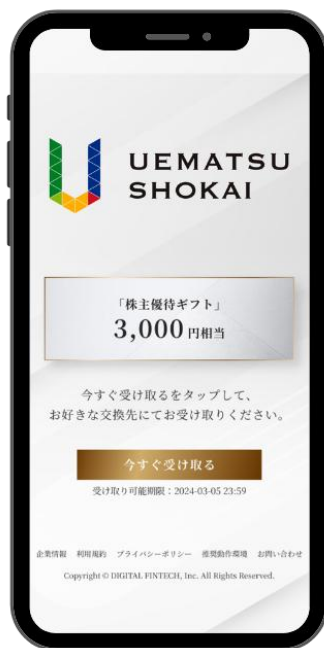 UEMATSU
SHOKAI
「株主優待ギフト」
3,000 円相当
今すぐ受け取るをタップして、
お好きな交換先にてお受け取りください。
今すぐ受け取る
受け取り可能期限：2024-03-05 23:59
企業情報 利用規約 プライバシーポリシー 推奨動作環境 お問い合わせ
Copyright © DIGITAL FINTECH, Inc. All Rights Reserved.